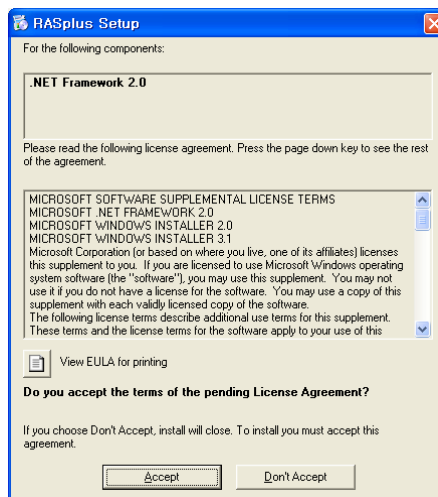 RASplus Setup
For the following components:
.NET Framework 2.0
Please read the following license agreement. Press the page down key to see the rest
of the agreement.
MICROSOFT SOFTWARE SUPPLEMENTAL LICENSE TERMS
MICROSOFT .NET FRAMEWORK 2.0
MICROSOFT WINDOWS INSTALLER 2.0
MICROSOFT WINDOWS INSTALLER 3.1
Microsoft Corporation (or based on where you live, one of its affiliates) licenses
this supplement to you. If you are licensed to use Microsoft Windows operating
system software (the "software"), you may use this supplement. You may not
use it if you do not have a license for the software. You may use a copy of this
supplement with each validly licensed copy of the software.
The following license terms describe additional use terms for this supplement.
These terms and the license terms for the software apply to your use of this
View EULA for printing
Do you accept the terms of the pending License Agreement?
If you choose Don't Accept, install will close. To install you must accept this
agreement.
Accept
Don't Accept